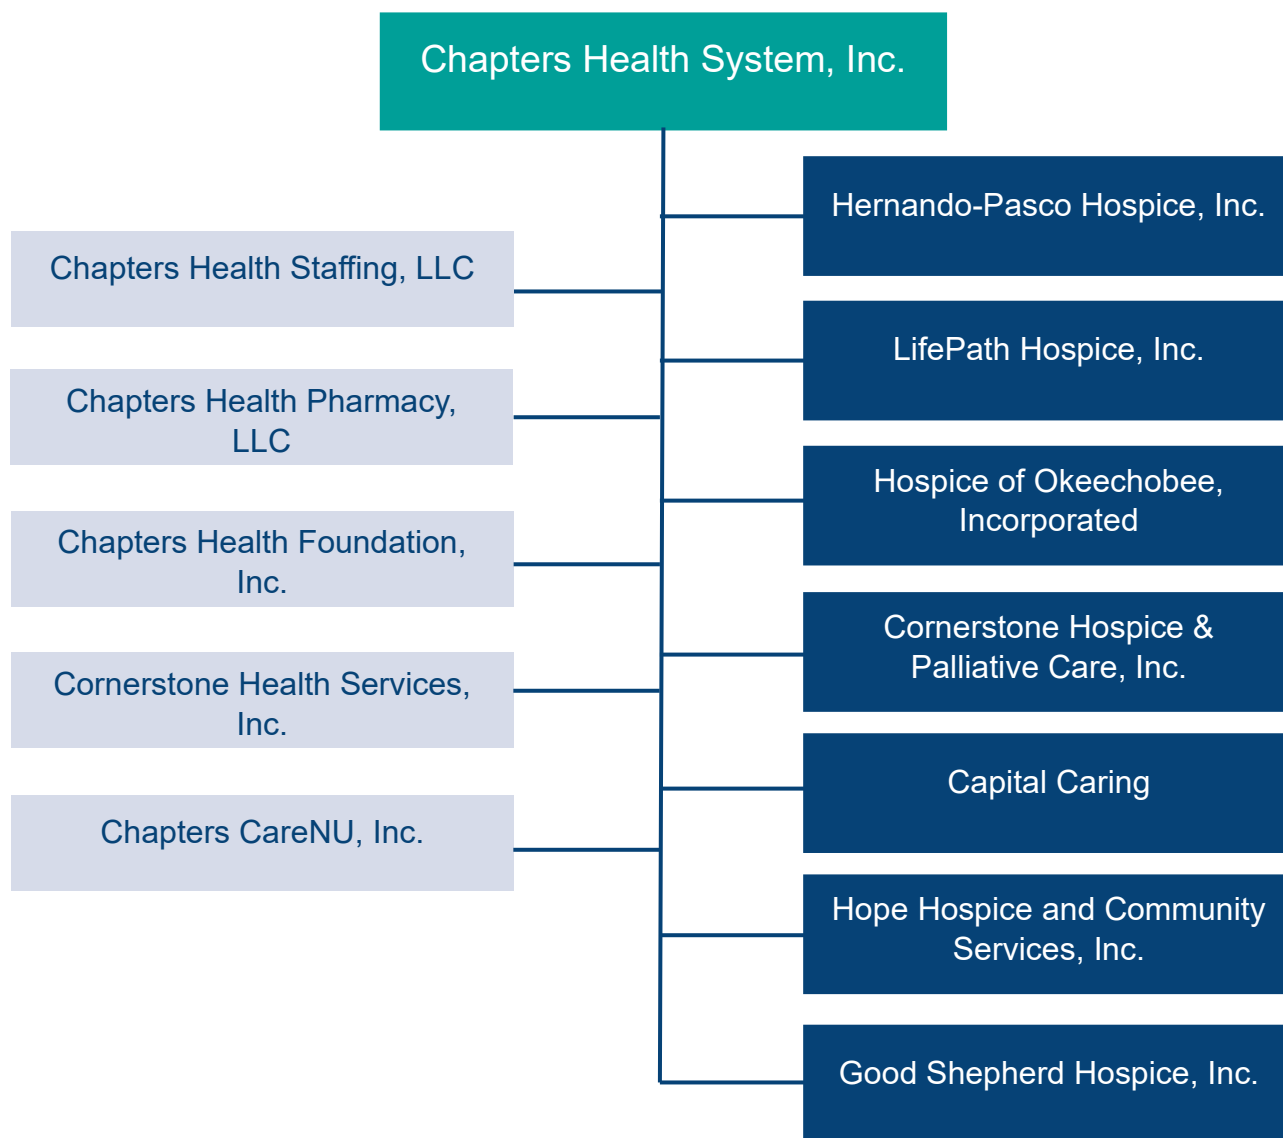 Chapters Health System, Inc.
Chapters Health Staffing, LLC
Chapters Health Pharmacy,
LLC
Chapters Health Foundation,
Inc.
Cornerstone Health Services,
Inc.
Chapters CareNU, Inc.
Hernando-Pasco Hospice, Inc.
LifePath Hospice, Inc.
Hospice of Okeechobee,
Incorporated
Cornerstone Hospice &
Palliative Care, Inc.
Capital Caring
Hope Hospice and Community
Services, Inc.
Good Shepherd Hospice, Inc.